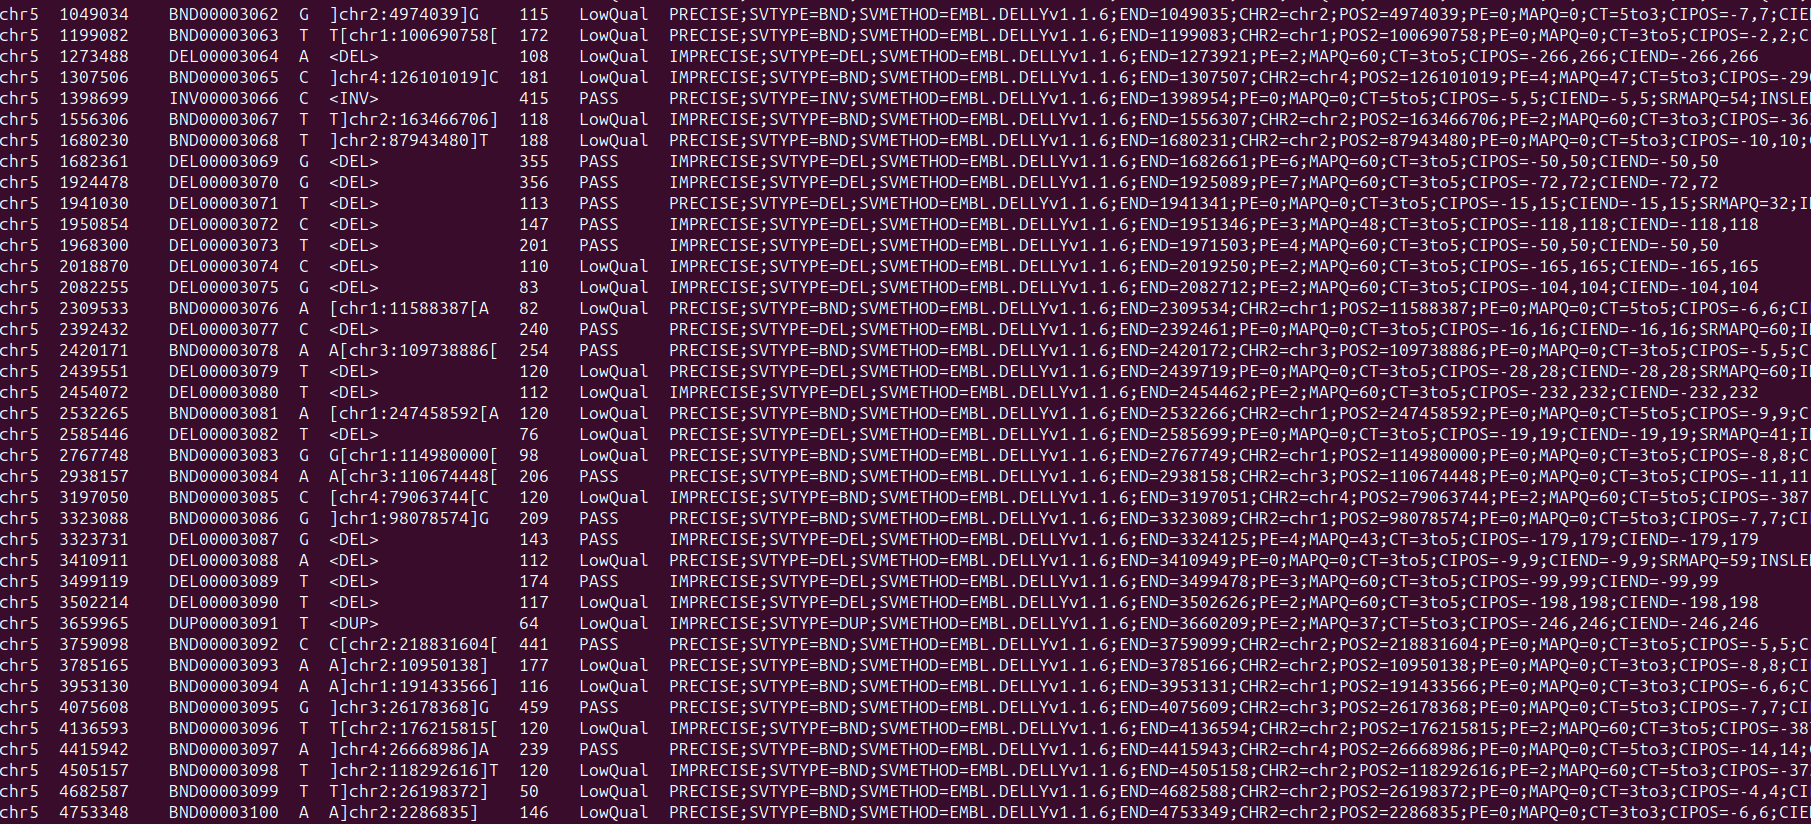 chr5 1049034 BND00003062 G ]chr2:4974039]G 115 LowQual PRECISE;SVTYPE=BND;SVMETHOD=EMBL.DELLYv1.1.6;END=1049035;CHR2=chr2;POS2=4974039;PE=0;MAPQ=0;CT=5to3;CIPOS=-7,7;CIE
chr5 1199082 BND00003063 T T[chr1:100690758[ 172 LowQual PRECISE;SVTYPE=BND;SVMETHOD=EMBL.DELLYv1.1.6;END=1199083;CHR2=chr1;POS2=100690758;PE=0;MAPQ=0;CT=3to5;CIPOS=-2,2;C
chr5 1273488 DEL00003064 A <DEL> 108 LowQual IMPRECISE;SVTYPE=DEL;SVMETHOD=EMBL.DELLYv1.1.6;END=1273921;PE=2;MAPQ=60;CT=3to5;CIPOS=-266,266;CIEND=-266,266
chr5 1307506 BND00003065 C ]chr4:126101019]C 181 LowQual IMPRECISE;SVTYPE=BND;SVMETHOD=EMBL.DELLYv1.1.6;END=1307507;CHR2=chr4;POS2=126101019;PE=4;MAPQ=47;CT=5to3;CIPOS=-29
chr5 1398699 INV00003066 C <INV> 415 PASS PRECISE;SVTYPE=INV;SVMETHOD=EMBL.DELLYv1.1.6;END=1398954;PE=0;MAPQ=0;CT=5to5;CIPOS=-5,5;CIEND=-5,5;SRMAPQ=54;INSLE
chr5 1556306 BND00003067 T T]chr2:163466706] 118 LowQual IMPRECISE;SVTYPE=BND;SVMETHOD=EMBL.DELLYv1.1.6;END=1556307;CHR2=chr2;POS2=163466706;PE=2;MAPQ=60;CT=3to3;CIPOS=-36
chr5 1680230 BND00003068 T ]chr2:87943480]T 188 LowQual PRECISE;SVTYPE=BND;SVMETHOD=EMBL.DELLYv1.1.6;END=1680231;CHR2=chr2;POS2=87943480;PE=0;MAPQ=0;CT=5to3;CIPOS=-10,10;
chr5 1682361 DEL00003069 G <DEL> 355 PASS IMPRECISE;SVTYPE=DEL;SVMETHOD=EMBL.DELLYv1.1.6;END=1682661;PE=6;MAPQ=60;CT=3to5;CIPOS=-50,50;CIEND=-50,50
chr5 1924478 DEL00003070 G <DEL> 356 PASS IMPRECISE;SVTYPE=DEL;SVMETHOD=EMBL.DELLYv1.1.6;END=1925089;PE=7;MAPQ=60;CT=3to5;CIPOS=-72,72;CIEND=-72,72
chr5 1941030 DEL00003071 T <DEL> 113 PASS PRECISE;SVTYPE=DEL;SVMETHOD=EMBL.DELLYv1.1.6;END=1941341;PE=0;MAPQ=0;CT=3to5;CIPOS=-15,15;CIEND=-15,15;SRMAPQ=32;I
chr5 1950854 DEL00003072 C <DEL> 147 PASS IMPRECISE;SVTYPE=DEL;SVMETHOD=EMBL.DELLYv1.1.6;END=1951346;PE=3;MAPQ=48;CT=3to5;CIPOS=-118,118;CIEND=-118,118
chr5 1968300 DEL00003073 T <DEL> 201 PASS IMPRECISE;SVTYPE=DEL;SVMETHOD=EMBL.DELLYv1.1.6;END=1971503;PE=4;MAPQ=60;CT=3to5;CIPOS=-50,50;CIEND=-50,50
chr5 2018870 DEL00003074 C <DEL> 110 LowQual IMPRECISE;SVTYPE=DEL;SVMETHOD=EMBL.DELLYv1.1.6;END=2019250;PE=2;MAPQ=60;CT=3to5;CIPOS=-165,165;CIEND=-165,165
chr5 2082255 DEL00003075 G <DEL> 83 LowQual IMPRECISE;SVTYPE=DEL;SVMETHOD=EMBL.DELLYv1.1.6;END=2082712;PE=2;MAPQ=60;CT=3to5;CIPOS=-104,104;CIEND=-104,104
chr5 2309533 BND00003076 A [chr1:11588387[A 82 LowQual PRECISE;SVTYPE=BND;SVMETHOD=EMBL.DELLYv1.1.6;END=2309534;CHR2=chr1;POS2=11588387;PE=0;MAPQ=0;CT=5to5;CIPOS=-6,6;CI
chr5 2392432 DEL00003077 C <DEL> 240 PASS PRECISE;SVTYPE=DEL;SVMETHOD=EMBL.DELLYv1.1.6;END=2392461;PE=0;MAPQ=0;CT=3to5;CIPOS=-16,16;CIEND=-16,16;SRMAPQ=60;I
chr5 2420171 BND00003078 A A[chr3:109738886[ 254 PASS PRECISE;SVTYPE=BND;SVMETHOD=EMBL.DELLYv1.1.6;END=2420172;CHR2=chr3;POS2=109738886;PE=0;MAPQ=0;CT=3to5;CIPOS=-5,5;C
chr5 2439551 DEL00003079 T <DEL> 120 LowQual PRECISE;SVTYPE=DEL;SVMETHOD=EMBL.DELLYv1.1.6;END=2439719;PE=0;MAPQ=0;CT=3to5;CIPOS=-28,28;CIEND=-28,28;SRMAPQ=60;I
chr5 2454072 DEL00003080 T <DEL> 112 LowQual IMPRECISE;SVTYPE=DEL;SVMETHOD=EMBL.DELLYv1.1.6;END=2454462;PE=2;MAPQ=60;CT=3to5;CIPOS=-232,232;CIEND=-232,232
chr5 2532265 BND00003081 A [chr1:247458592[A 120 LowQual PRECISE;SVTYPE=BND;SVMETHOD=EMBL.DELLYv1.1.6;END=2532266;CHR2=chr1;POS2=247458592;PE=0;MAPQ=0;CT=5to5;CIPOS=-9,9;C
chr5 2585446 DEL00003082 T <DEL> 76 LowQual PRECISE;SVTYPE=DEL;SVMETHOD=EMBL.DELLYv1.1.6;END=2585699;PE=0;MAPQ=0;CT=3to5;CIPOS=-19,19;CIEND=-19,19;SRMAPQ=41;I
chr5 2767748 BND00003083 G G[chr1:114980000[ 98 LowQual PRECISE;SVTYPE=BND;SVMETHOD=EMBL.DELLYv1.1.6;END=2767749;CHR2=chr1;POS2=114980000;PE=0;MAPQ=0;CT=3to5;CIPOS=-8,8;C
chr5 2938157 BND00003084 A A[chr3:110674448[ 206 PASS PRECISE;SVTYPE=BND;SVMETHOD=EMBL.DELLYv1.1.6;END=2938158;CHR2=chr3;POS2=110674448;PE=0;MAPQ=0;CT=3to5;CIPOS=-11,11
chr5 3197050 BND00003085 C [chr4:79063744[C 120 LowQual IMPRECISE;SVTYPE=BND;SVMETHOD=EMBL.DELLYv1.1.6;END=3197051;CHR2=chr4;POS2=79063744;PE=2;MAPQ=60;CT=5to5;CIPOS=-387
chr5 3323088 BND00003086 G ]chr1:98078574]G 209 PASS PRECISE;SVTYPE=BND;SVMETHOD=EMBL.DELLYv1.1.6;END=3323089;CHR2=chr1;POS2=98078574;PE=0;MAPQ=0;CT=5to3;CIPOS=-7,7;CI
chr5 3323731 DEL00003087 G <DEL> 143 PASS IMPRECISE;SVTYPE=DEL;SVMETHOD=EMBL.DELLYv1.1.6;END=3324125;PE=4;MAPQ=43;CT=3to5;CIPOS=-179,179;CIEND=-179,179
chr5 3410911 DEL00003088 A <DEL> 112 LowQual PRECISE;SVTYPE=DEL;SVMETHOD=EMBL.DELLYv1.1.6;END=3410949;PE=0;MAPQ=0;CT=3to5;CIPOS=-9,9;CIEND=-9,9;SRMAPQ=59;INSLE
chr5 3499119 DEL00003089 T <DEL> 174 PASS IMPRECISE;SVTYPE=DEL;SVMETHOD=EMBL.DELLYv1.1.6;END=3499478;PE=3;MAPQ=60;CT=3to5;CIPOS=-99,99;CIEND=-99,99
chr5 3502214 DEL00003090 T <DEL> 117 LowQual IMPRECISE;SVTYPE=DEL;SVMETHOD=EMBL.DELLYv1.1.6;END=3502626;PE=2;MAPQ=60;CT=3to5;CIPOS=-198,198;CIEND=-198,198
chr5 3659965 DUP00003091 T <DUP> 64 LowQual IMPRECISE;SVTYPE=DUP;SVMETHOD=EMBL.DELLYv1.1.6;END=3660209;PE=2;MAPQ=37;CT=5to3;CIPOS=-246,246;CIEND=-246,246
chr5 3759098 BND00003092 C C[chr2:218831604[ 441 PASS PRECISE;SVTYPE=BND;SVMETHOD=EMBL.DELLYv1.1.6;END=3759099;CHR2=chr2;POS2=218831604;PE=0;MAPQ=0;CT=3to5;CIPOS=-5,5;C
chr5 3785165 BND00003093 A A]chr2:10950138] 177 LowQual PRECISE;SVTYPE=BND;SVMETHOD=EMBL.DELLYv1.1.6;END=3785166;CHR2=chr2;POS2=10950138;PE=0;MAPQ=0;CT=3to3;CIPOS=-8,8;CI
chr5 3953130 BND00003094 A A]chr1:191433566] 116 LowQual PRECISE;SVTYPE=BND;SVMETHOD=EMBL.DELLYv1.1.6;END=3953131;CHR2=chr1;POS2=191433566;PE=0;MAPQ=0;CT=3to3;CIPOS=-6,6;C
chr5 4075608 BND00003095 G ]chr3:26178368]G 459 PASS PRECISE;SVTYPE=BND;SVMETHOD=EMBL.DELLYv1.1.6;END=4075609;CHR2=chr3;POS2=26178368;PE=0;MAPQ=0;CT=5to3;CIPOS=-7,7;CI
chr5 4136593 BND00003096 T T[chr2:176215815[ 120 LowQual IMPRECISE;SVTYPE=BND;SVMETHOD=EMBL.DELLYv1.1.6;END=4136594;CHR2=chr2;POS2=176215815;PE=2;MAPQ=60;CT=3to5;CIPOS=-38
chr5 4415942 BND00003097 A ]chr4:26668986]A 239 PASS PRECISE;SVTYPE=BND;SVMETHOD=EMBL.DELLYv1.1.6;END=4415943;CHR2=chr4;POS2=26668986;PE=0;MAPQ=0;CT=5to3;CIPOS=-14,14;
chr5 4505157 BND00003098 T ]chr2:118292616]T 120 LowQual IMPRECISE;SVTYPE=BND;SVMETHOD=EMBL.DELLYv1.1.6;END=4505158;CHR2=chr2;POS2=118292616;PE=2;MAPQ=60;CT=5to3;CIPOS=-37
chr5 4682587 BND00003099 T T]chr2:26198372] 50 LowQual PRECISE;SVTYPE=BND;SVMETHOD=EMBL.DELLYv1.1.6;END=4682588;CHR2=chr2;POS2=26198372;PE=0;MAPQ=0;CT=3to3;CIPOS=-4,4;CI
chr5 4753348 BND00003100 A A]chr2:2286835] 146 LowQual PRECISE;SVTYPE=BND;SVMETHOD=EMBL.DELLYv1.1.6;END=4753349;CHR2=chr2;POS2=2286835;PE=0;MAPQ=0;CT=3to3;CIPOS=-6,6;CIE